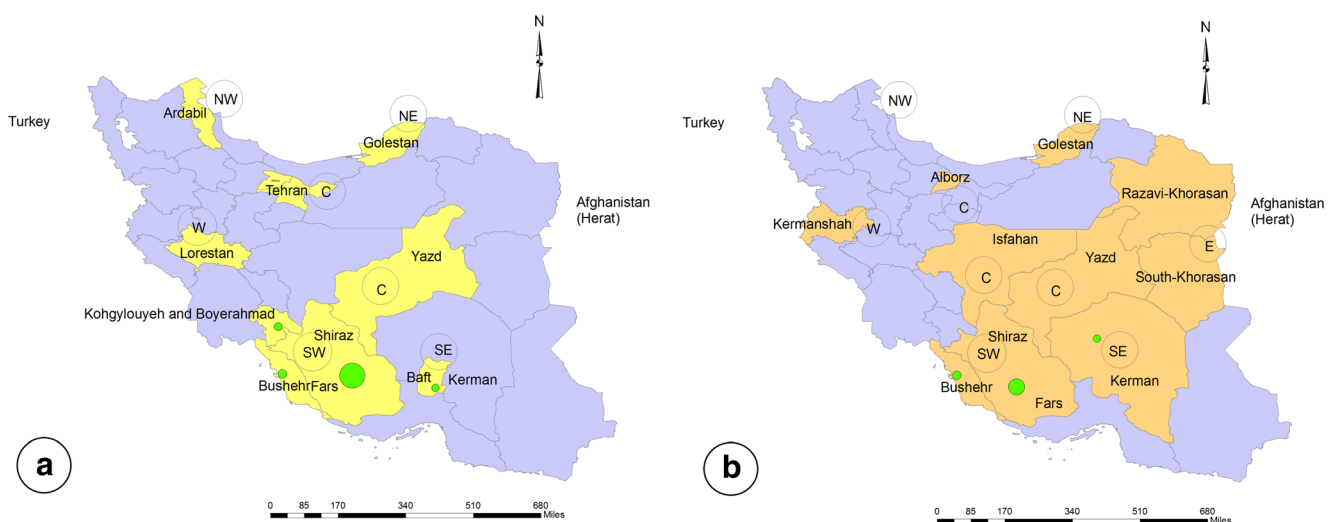 N
NW
Ardabil
Turkey
NE
Golestan
Tehran
C
Afghanistan
(Herat)
W
Lorestan
Yazd
C
Kohgylouyeh and Boyerahmad
Shiraz
SW
SE
Bushehr
Fars
Baft
Kerman
a
0 85 170 340 510 680
Miles
N
NW
Turkey
NE
Golestan
Alborz
C
Razavi-Khorasan
Afghanistan
(Herat)
Kermanshah
W
Isfahan
E
Yazd
South-Khorasan
C
C
Shiraz
SW
SE
Bushehr
Kerman
Fars
b
0 85 170 340 510 680
Miles